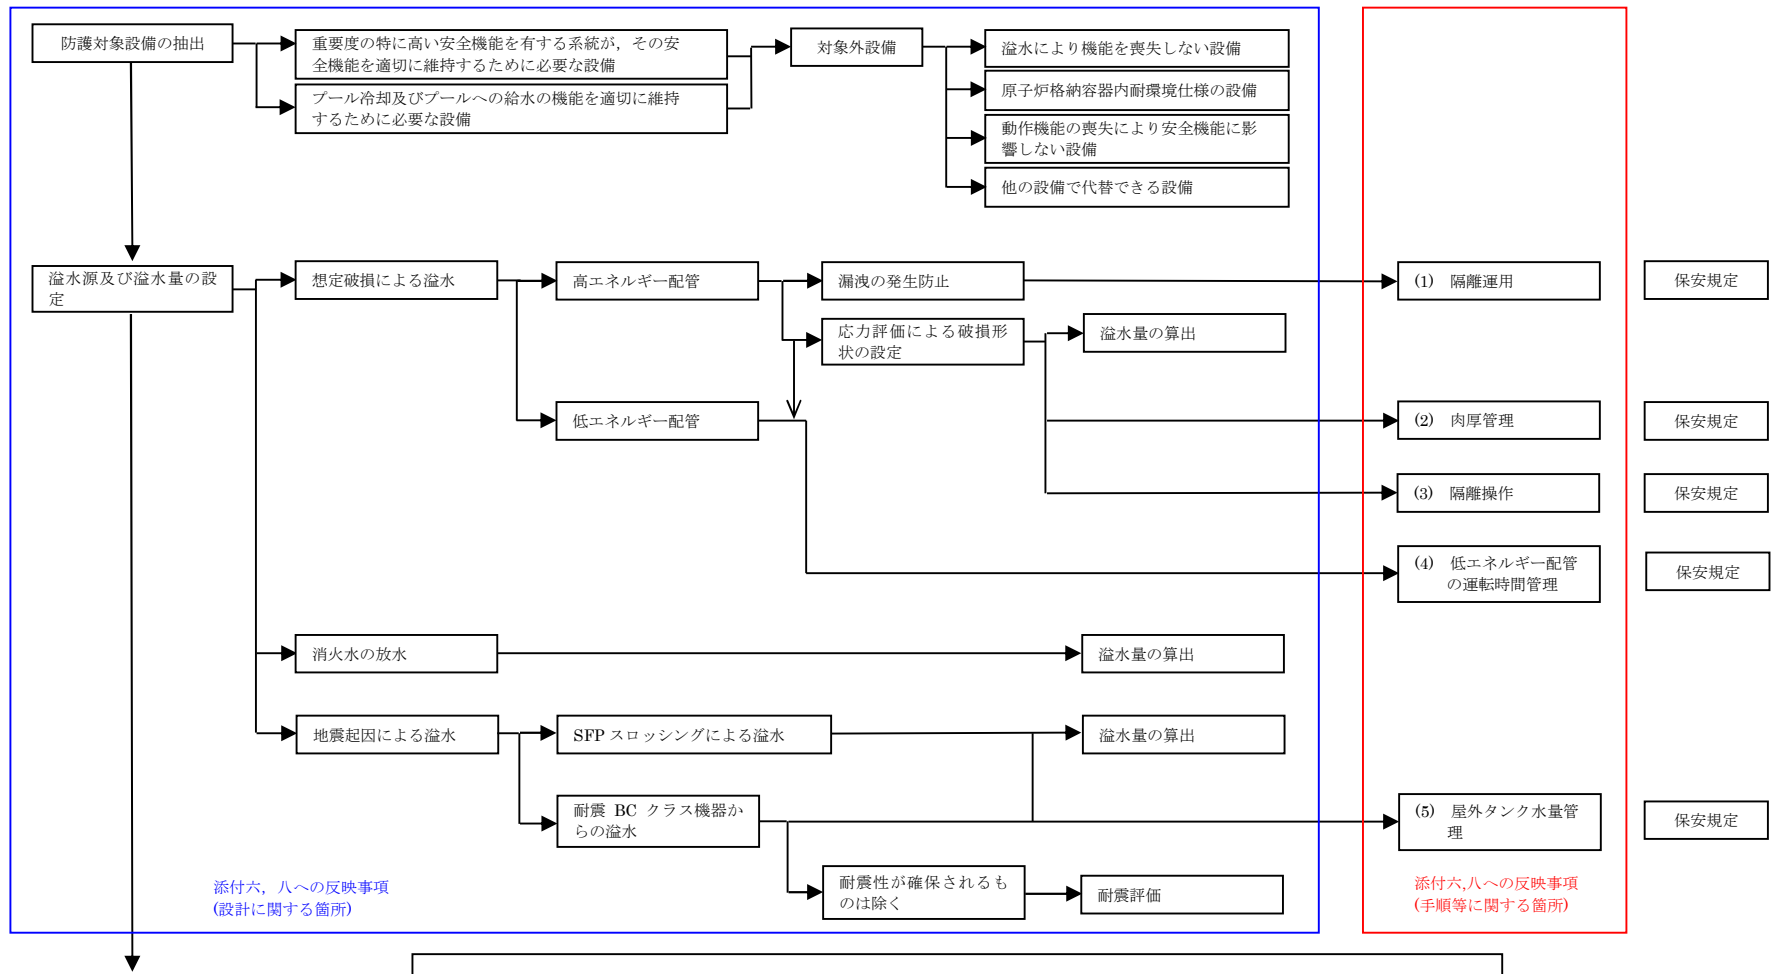 防護対象設備の抽出
重要度の特に高い安全機能を有する系統が，その安
全機能を適切に維持するために必要な設備
プール冷却及びプールへの給水の機能を適切に維持
するために必要な設備
対象外設備
溢水により機能を喪失しない設備
原子炉格納容器内耐環境仕様の設備
動作機能の喪失により安全機能に影
響しない設備
他の設備で代替できる設備
溢水源及び溢水量の設
定
想定破損による溢水
高エネルギー配管
漏洩の発生防止
(1) 隔離運用
保安規定
応力評価による破損形
状の設定
溢水量の算出
低エネルギー配管
(2) 肉厚管理
保安規定
(3) 隔離操作
保安規定
(4) 低エネルギー配管
の運転時間管理
保安規定
消火水の放水
溢水量の算出
地震起因による溢水
SFP スロッシングによる溢水
溢水量の算出
耐震 BC クラス機器か
らの溢水
(5) 屋外タンク水量管
理
保安規定
耐震性が確保されるも
のは除く
耐震評価
添付六，八への反映事項
(設計に関する箇所)
添付六,八への反映事項
(手順等に関する箇所)